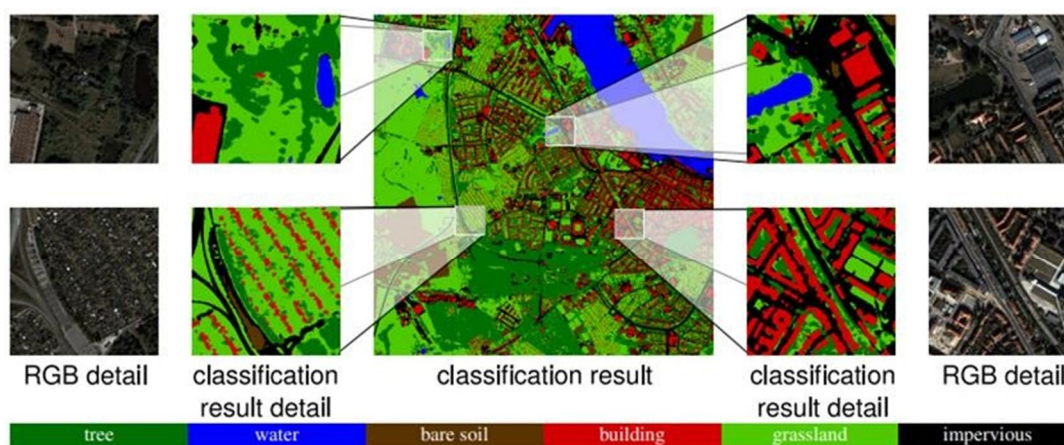 RGB detail
classification
result detail
classification result
classification
result detail
RGB detail
tree
water
bare soil
building
grassland
impervious